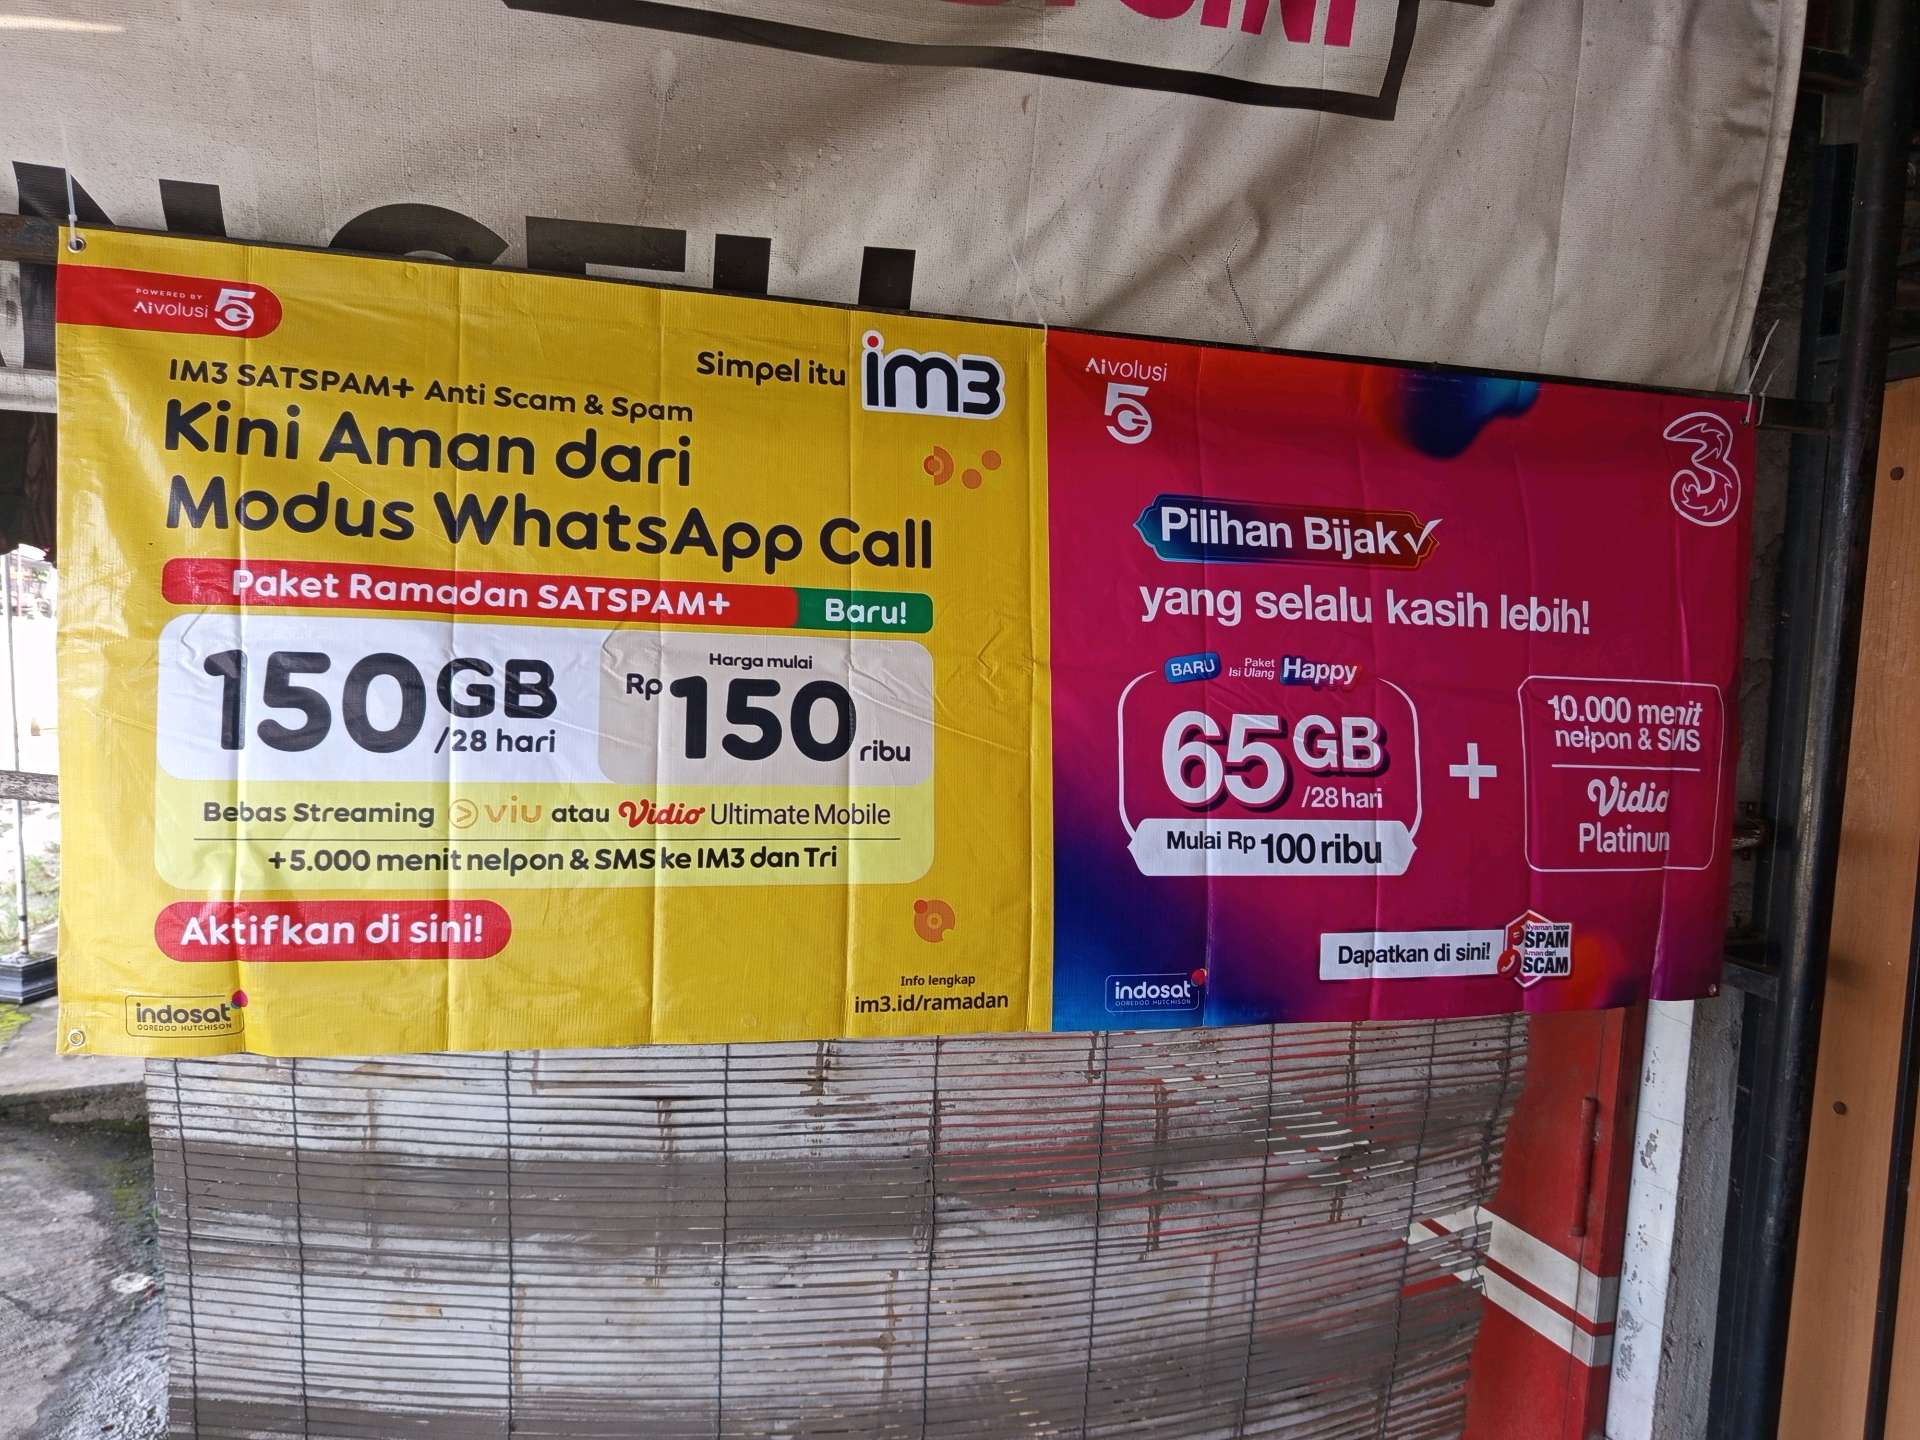 POWERED BY
Aivolusi 5G
IM3 SATSPAM+ Anti Scam & Spam
Kini Aman dari
Modus WhatsApp Call
Simpel itu im3
Paket Ramadan SATSPAM+ Baru!
150GB
/28 hari
Harga mulai
Rp 150 ribu
Bebas Streaming viu atau Vidio Ultimate Mobile
+5.000 menit nelpon & SMS ke IM3 dan Tri
Aktifkan di sini!
indosat
OOREDOO HUTCHISON
Info lengkap
im3.id/ramadan
Aivolusi
5G
3
Pilihan Bijak
yang selalu kasih lebih!
BARU Paket Isi Ulang Happy
65GB
/28 hari
Mulai Rp 100 ribu
+
10.000 menit
nelpon & SMS
Vidio
Platinum
Dapatkan di sini!
Nyaman tanpa
SPAM
Aman dari
SCAM
indosat
OOREDOO HUTCHISON